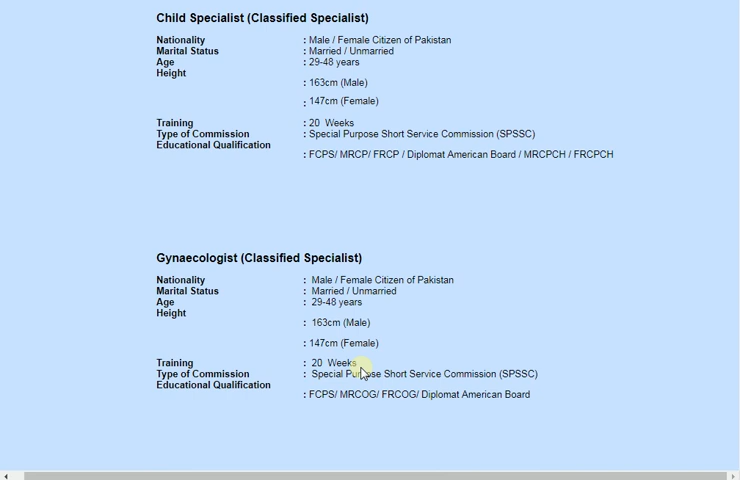 Child Specialist (Classified Specialist)
Nationality : Male / Female Citizen of Pakistan
Marital Status : Married / Unmarried
Age : 29-48 years
Height
: 163cm (Male)
: 147cm (Female)
Training : 20 Weeks
Type of Commission : Special Purpose Short Service Commission (SPSSC)
Educational Qualification
: FCPS/ MRCP/ FRCP / Diplomat American Board / MRCPCH / FRCPCH
Gynaecologist (Classified Specialist)
Nationality : Male / Female Citizen of Pakistan
Marital Status : Married / Unmarried
Age : 29-48 years
Height
: 163cm (Male)
: 147cm (Female)
Training : 20 Weeks
Type of Commission : Special Purpose Short Service Commission (SPSSC)
Educational Qualification
: FCPS/ MRCOG/ FRCOG/ Diplomat American Board